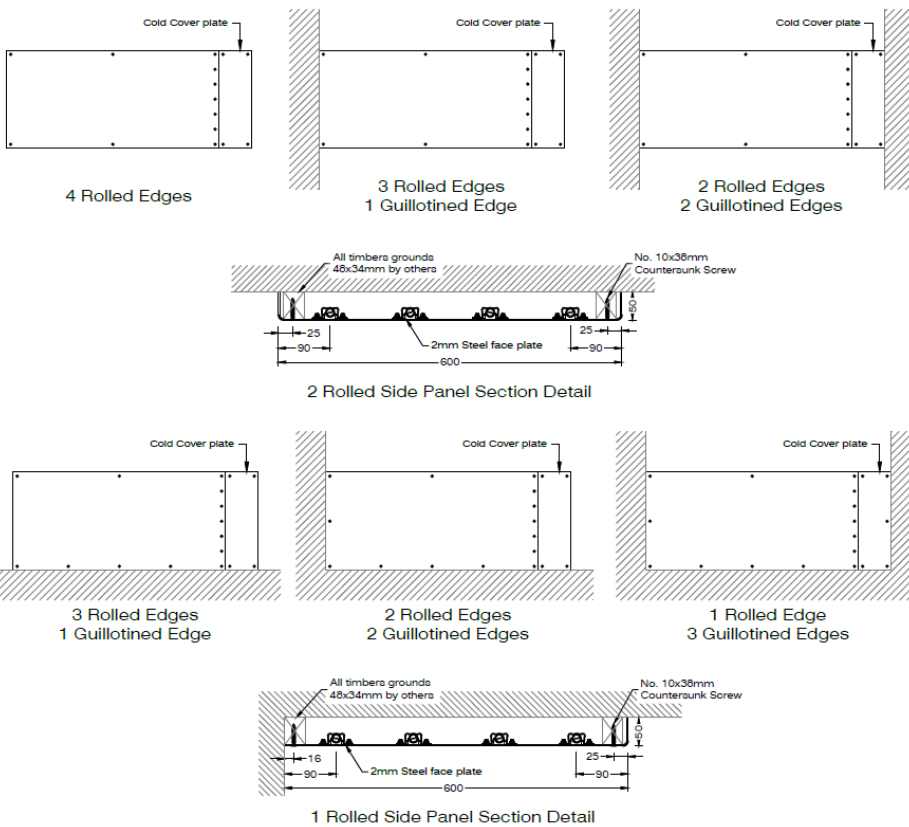 Cold Cover plate
Cold Cover plate
Cold Cover plate
4 Rolled Edges
3 Rolled Edges
1 Guillotined Edge
2 Rolled Edges
2 Guillotined Edges
All timbers grounds
48x34mm by others
No. 10x38mm
Countersunk Screw
50
25
25
90
2mm Steel face plate
90
600
2 Rolled Side Panel Section Detail
Cold Cover plate
Cold Cover plate
Cold Cover plate
3 Rolled Edges
1 Guillotined Edge
2 Rolled Edges
2 Guillotined Edges
1 Rolled Edge
3 Guillotined Edges
All timbers grounds
48x34mm by others
No. 10x38mm
Countersunk Screw
50
16
25
90
2mm Steel face plate
90
600
1 Rolled Side Panel Section Detail